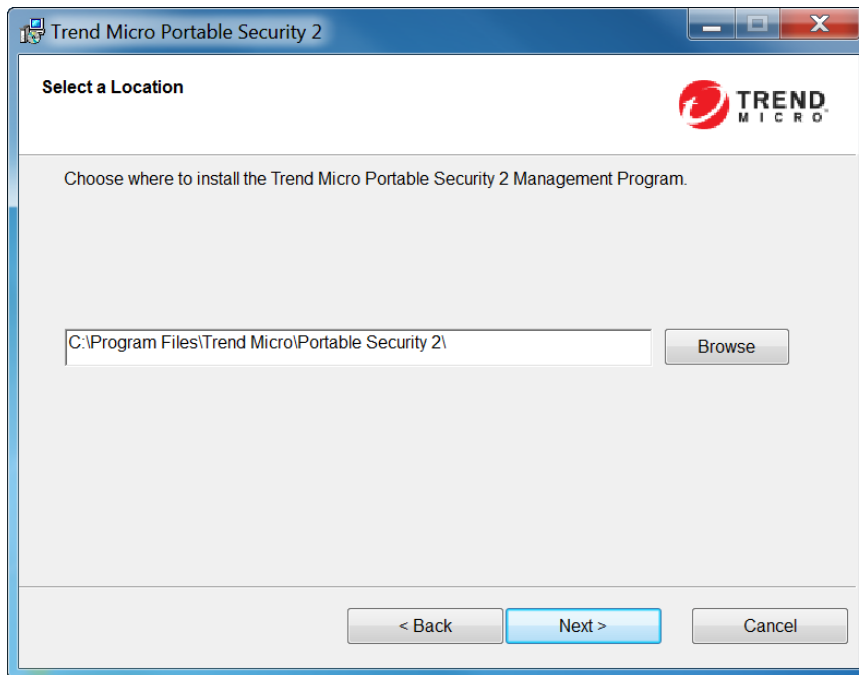 Trend Micro Portable Security 2
Select a Location
TREND
MICRO
Choose where to install the Trend Micro Portable Security 2 Management Program.
C:\Program Files\Trend Micro\Portable Security 2\
Browse
< Back
Next >
Cancel